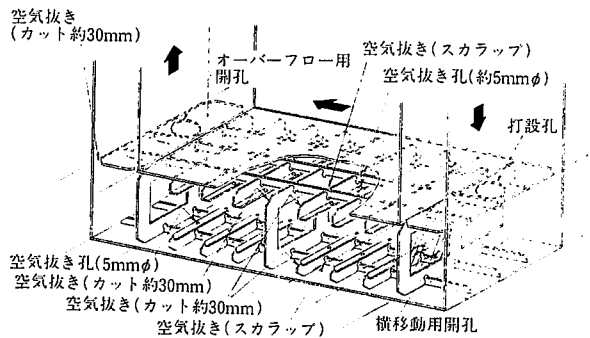 空気抜き
(カット約30mm)
オーバーフロー用
開孔
空気抜き(スカラップ)
空気抜き孔(約5mmφ)
打設孔
空気抜き孔(5mmφ)
空気抜き(カット約30mm)
空気抜き(カット約30mm)
空気抜き(スカラップ)
横移動用開孔